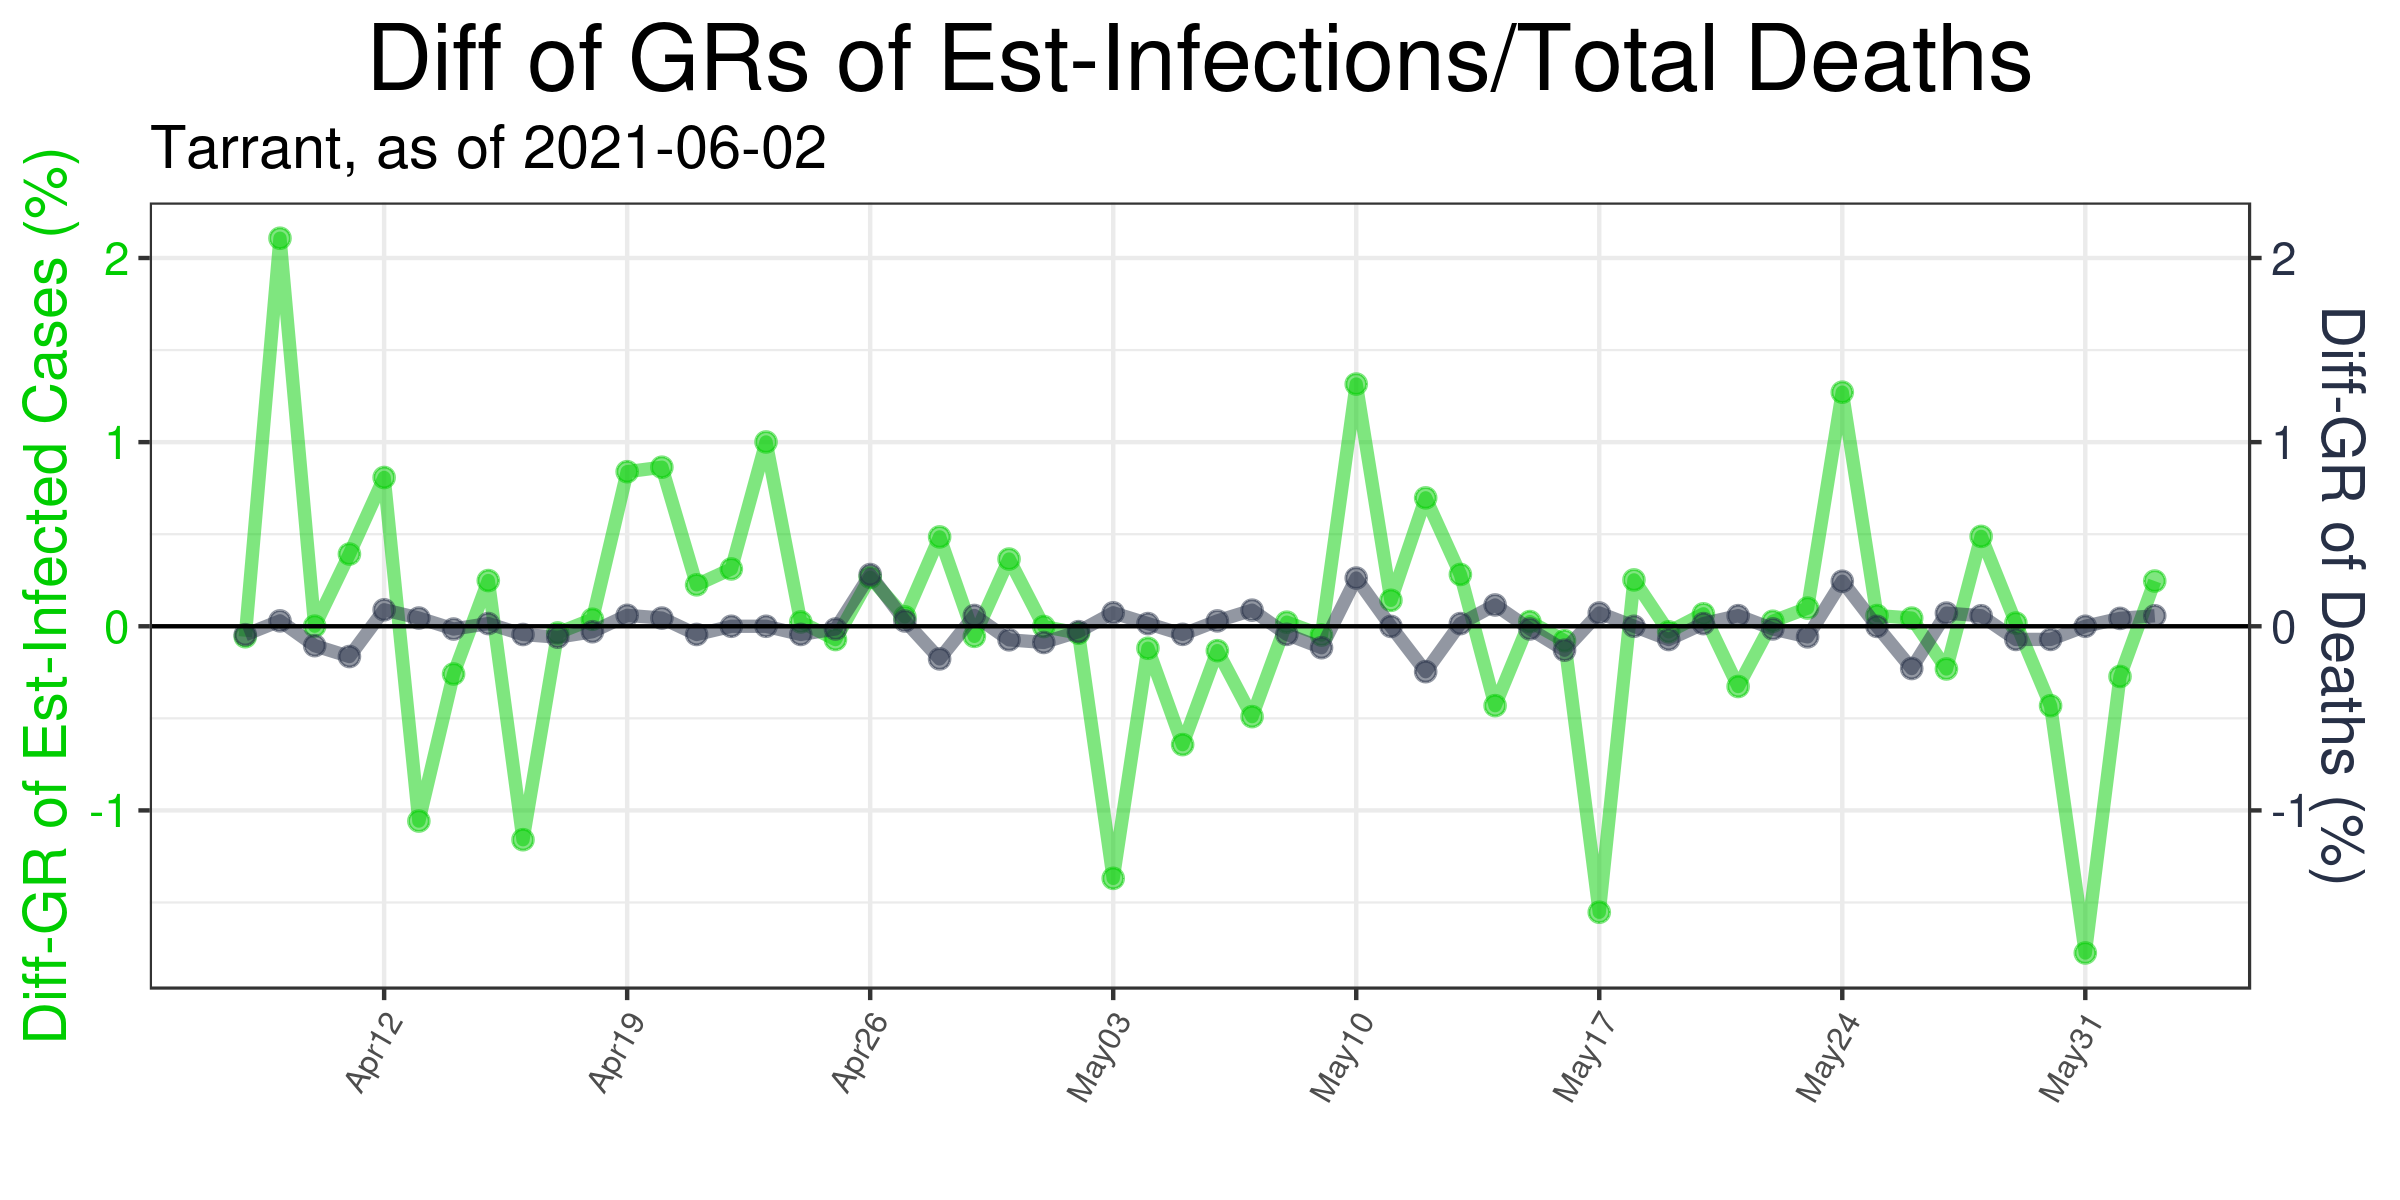 Diff of GRs of Est-Infections/Total Deaths
Tarrant, as of 2021-06-02
Diff-GR of Est-Infected Cases (%)
2
1
0
-1
2
1
0
-1
Diff-GR of Deaths (%)
Apr12
Apr19
Apr26
May03
May10
May17
May24
May31